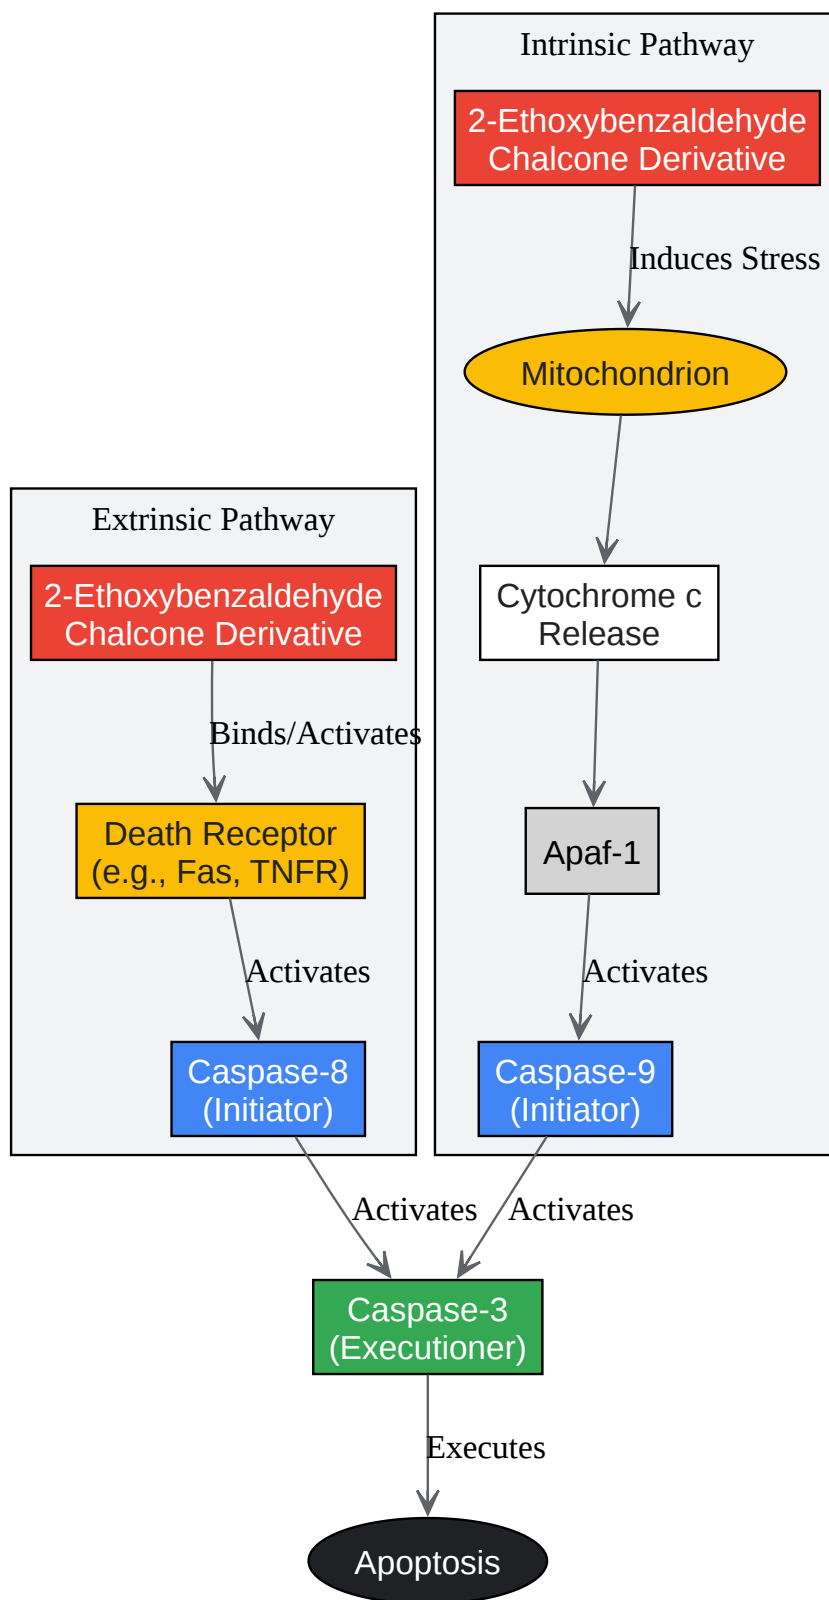 Intrinsic Pathway
2-Ethoxybenzaldehyde
Chalcone Derivative
Induces Stress
Mitochondrion
Cytochrome c
Release
Apaf-1
Activates
Caspase-9
(Initiator)
Extrinsic Pathway
2-Ethoxybenzaldehyde
Chalcone Derivative
Binds/Activates
Death Receptor
(e.g., Fas, TNFR)
Activates
Caspase-8
(Initiator)
Activates
Activates
Caspase-3
(Executioner)
Executes
Apoptosis